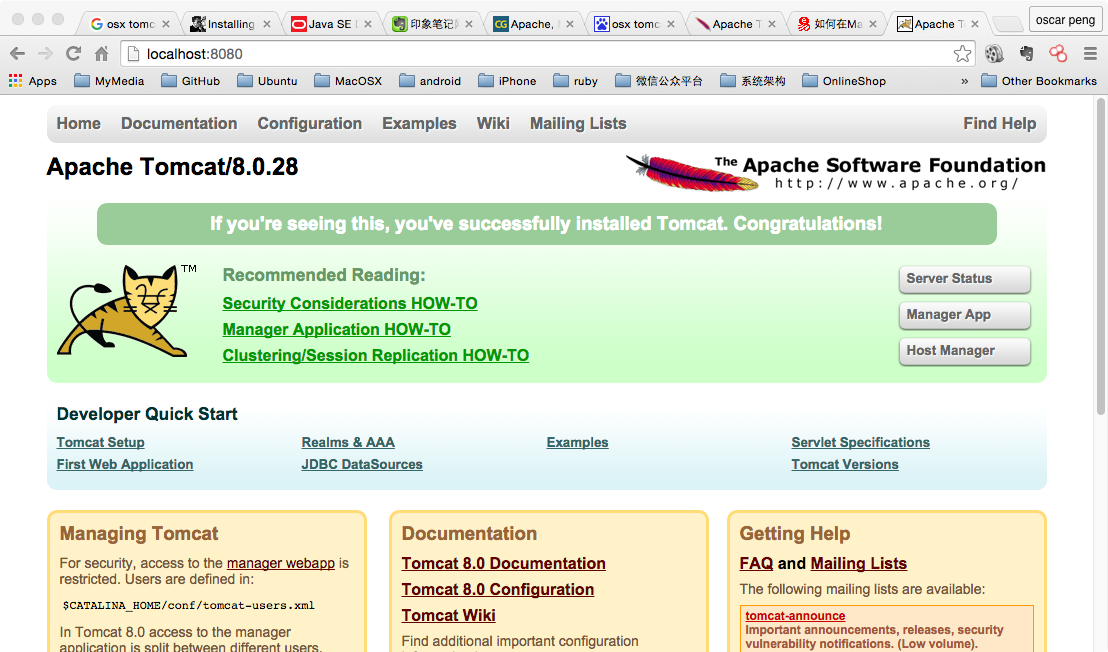 osx tomc
Installing
Java SE
印象笔记
Apache,
osx tomc
Apache T
如何在Ma
Apache T
oscar peng
localhost:8080
Apps MyMedia GitHub Ubuntu MacOSX android iPhone ruby 微信公众平台 系统架构 OnlineShop » Other Bookmarks
Home Documentation Configuration Examples Wiki Mailing Lists Find Help
Apache Tomcat/8.0.28
The Apache Software Foundation
http://www.apache.org/
If you're seeing this, you've successfully installed Tomcat. Congratulations!
TM
Recommended Reading:
Security Considerations HOW-TO
Manager Application HOW-TO
Clustering/Session Replication HOW-TO
Server Status
Manager App
Host Manager
Developer Quick Start
Tomcat Setup Realms & AAA Examples Servlet Specifications
First Web Application JDBC DataSources Tomcat Versions
Managing Tomcat
For security, access to the manager webapp is
restricted. Users are defined in:
$CATALINA_HOME/conf/tomcat-users.xml
In Tomcat 8.0 access to the manager
application is split between different users.
Documentation
Tomcat 8.0 Documentation
Tomcat 8.0 Configuration
Tomcat Wiki
Find additional important configuration
Getting Help
FAQ and Mailing Lists
The following mailing lists are available:
tomcat-announce
Important announcements, releases, security
vulnerability notifications. (Low volume).